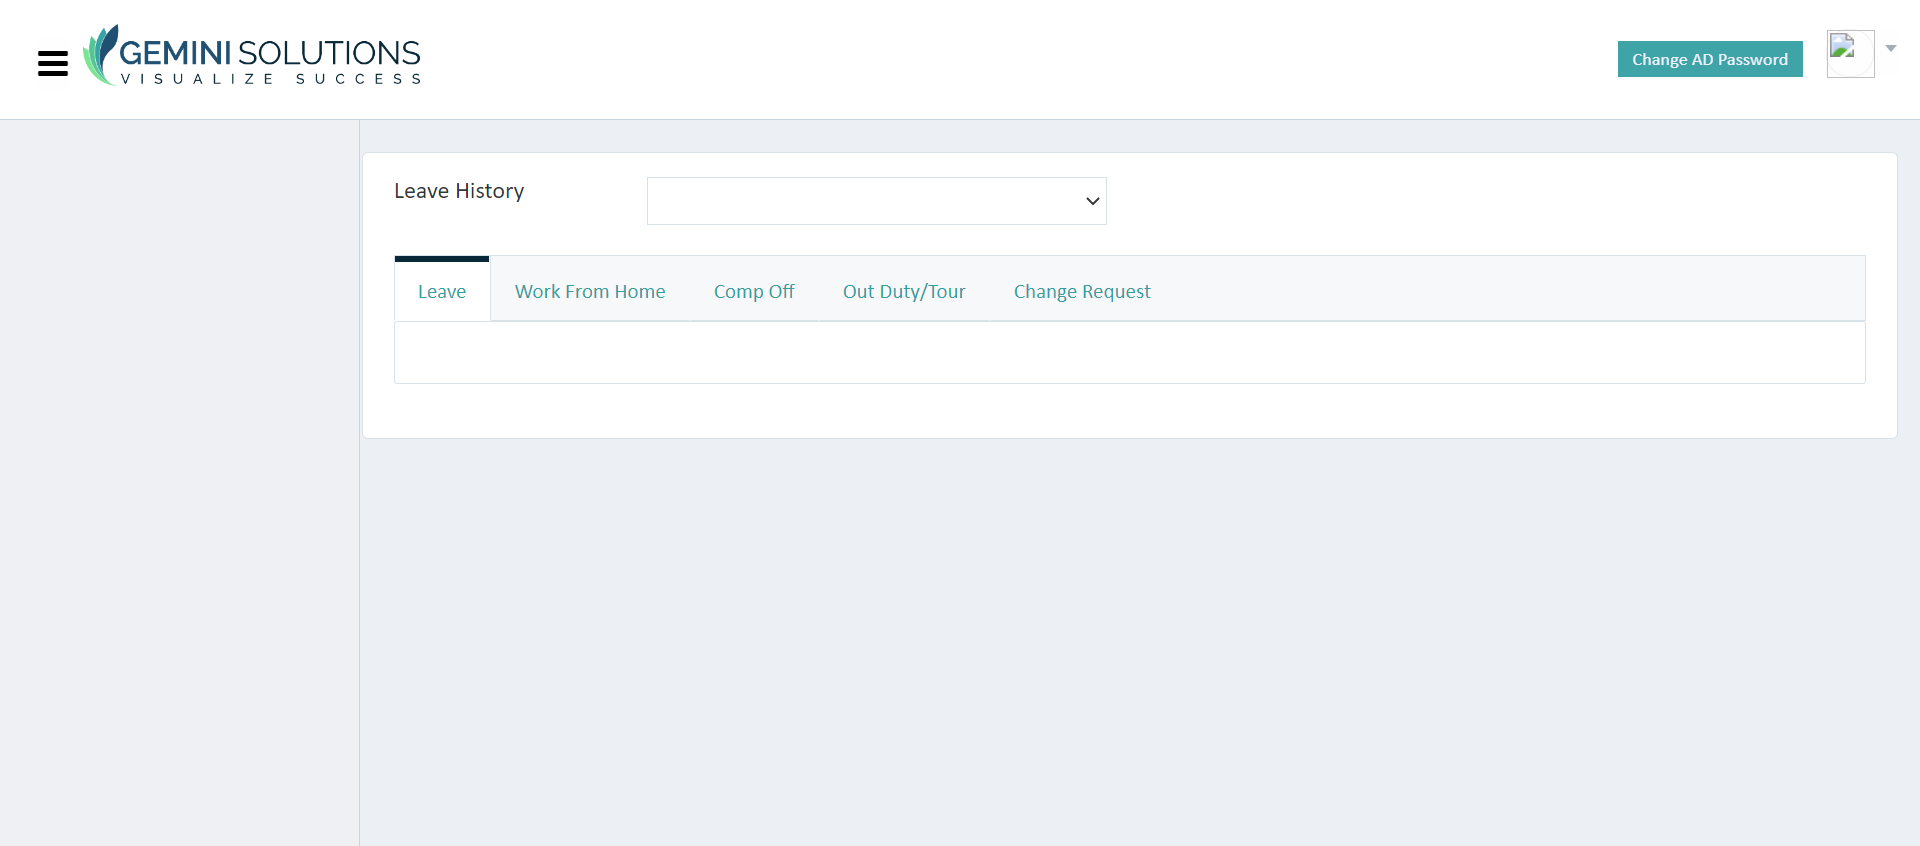 GEMINI SOLUTIONS
VISUALIZE SUCCESS
Change AD Password
Leave History
Leave
Work From Home
Comp Off
Out Duty/Tour
Change Request